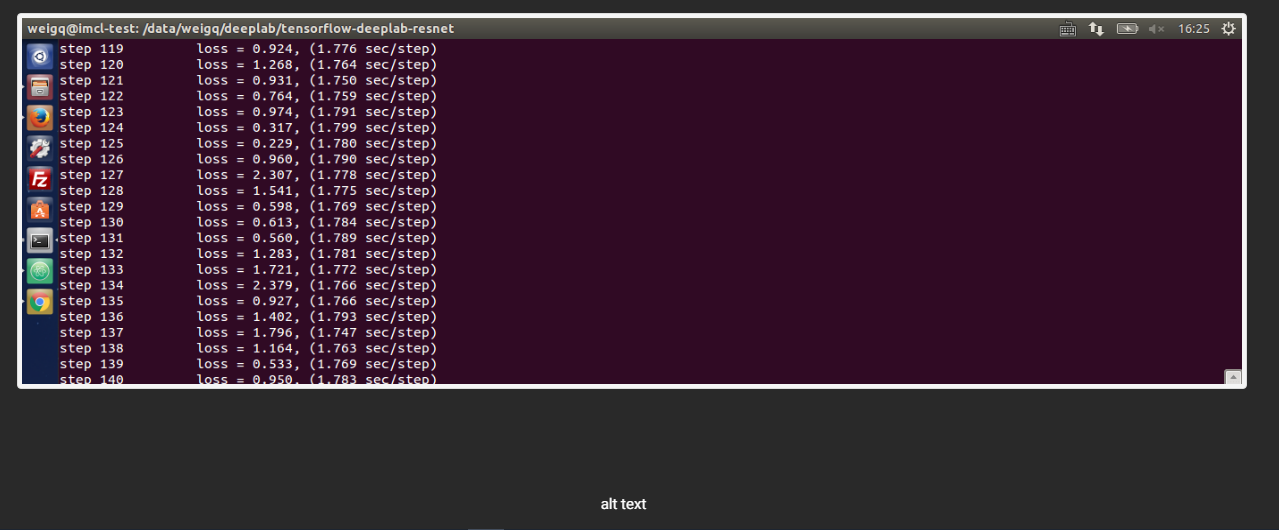 weigq@imcl-test: /data/weigq/deeplab/tensorflow-deeplab-resnet 16:25
step 119 loss = 0.924, (1.776 sec/step)
step 120 loss = 1.268, (1.764 sec/step)
step 121 loss = 0.931, (1.750 sec/step)
step 122 loss = 0.764, (1.759 sec/step)
step 123 loss = 0.974, (1.791 sec/step)
step 124 loss = 0.317, (1.799 sec/step)
step 125 loss = 0.229, (1.780 sec/step)
step 126 loss = 0.960, (1.790 sec/step)
step 127 loss = 2.307, (1.778 sec/step)
step 128 loss = 1.541, (1.775 sec/step)
step 129 loss = 0.598, (1.769 sec/step)
step 130 loss = 0.613, (1.784 sec/step)
step 131 loss = 0.560, (1.789 sec/step)
step 132 loss = 1.283, (1.781 sec/step)
step 133 loss = 1.721, (1.772 sec/step)
step 134 loss = 2.379, (1.766 sec/step)
step 135 loss = 0.927, (1.766 sec/step)
step 136 loss = 1.402, (1.793 sec/step)
step 137 loss = 1.796, (1.747 sec/step)
step 138 loss = 1.164, (1.763 sec/step)
step 139 loss = 0.533, (1.769 sec/step)
step 140 loss = 0.950, (1.783 sec/step)
alt text